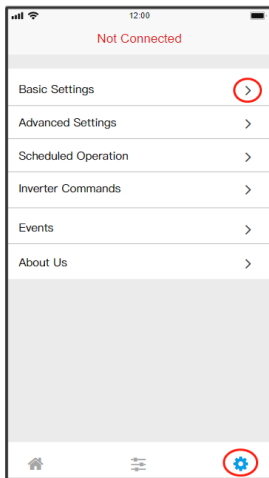 12:00
Not Connected
Basic Settings
Advanced Settings
Scheduled Operation
Inverter Commands
Events
About Us